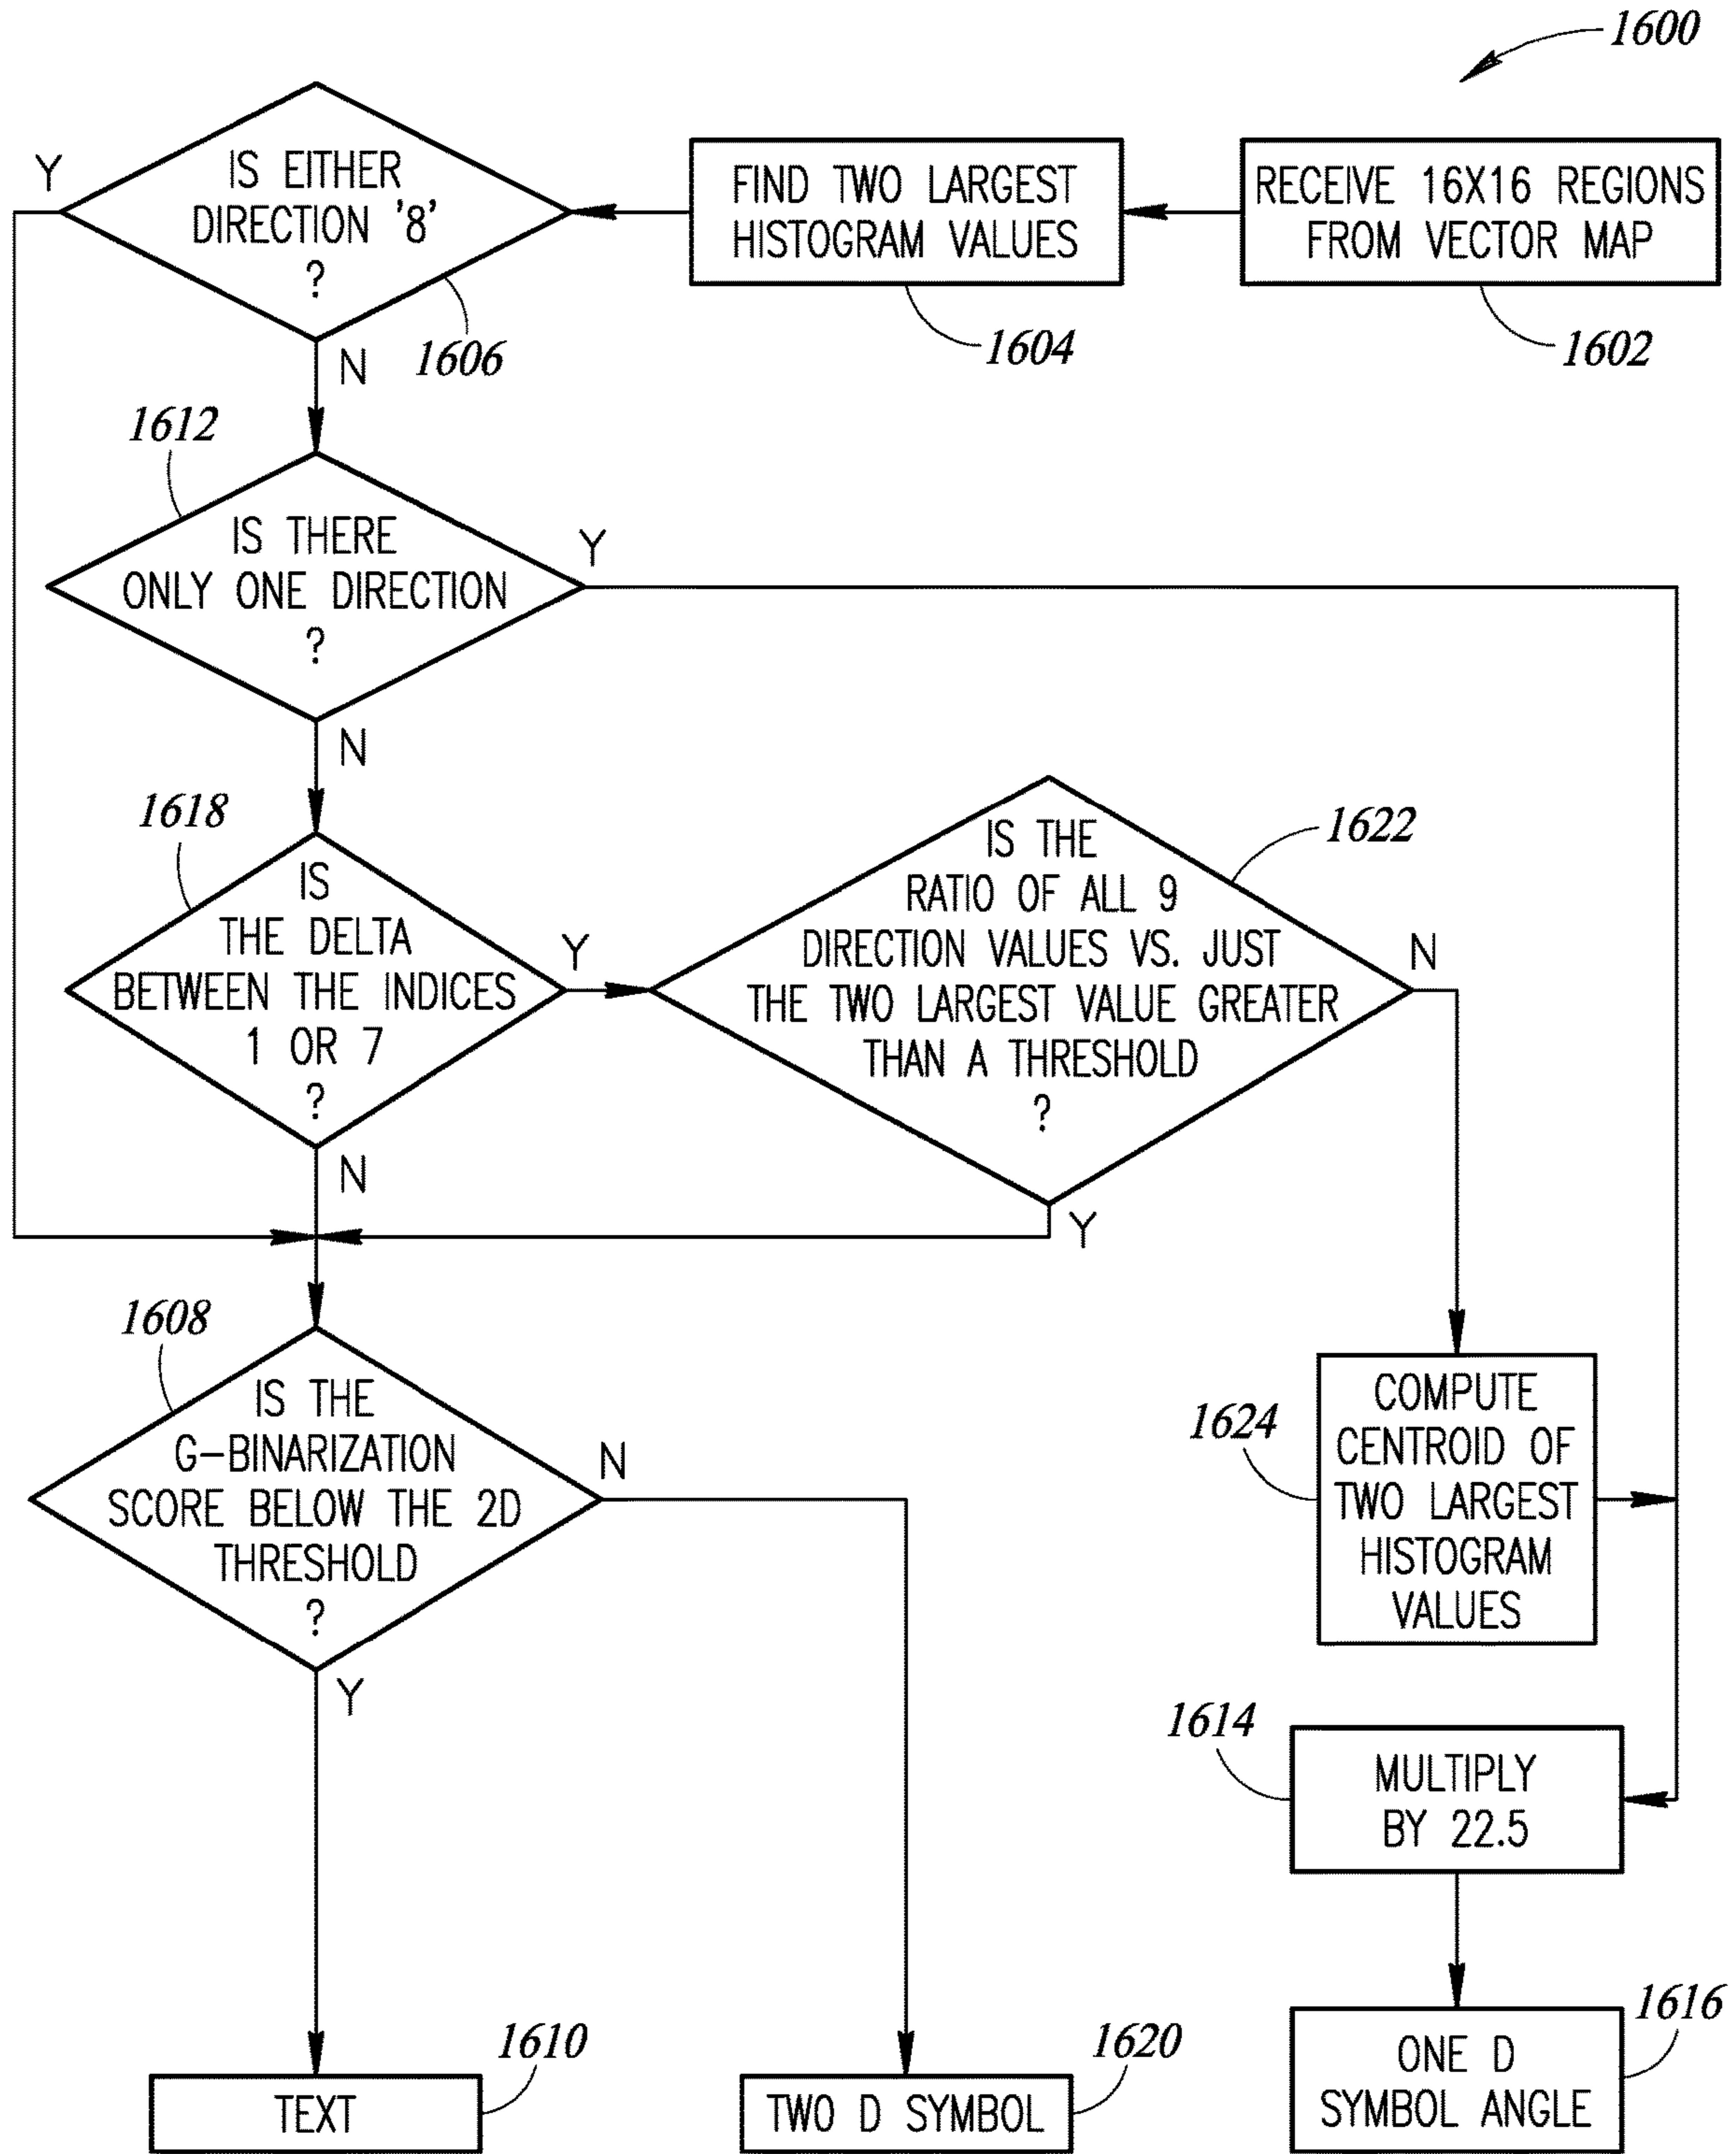 1600
Y
IS EITHER
DIRECTION '8'
?
1606
N
FIND TWO LARGEST
HISTOGRAM VALUES
1604
RECEIVE 16X16 REGIONS
FROM VECTOR MAP
1602
1612
IS THERE
ONLY ONE DIRECTION
?
Y
N
1618
IS
THE DELTA
BETWEEN THE INDICES
1 OR 7
?
Y
N
IS THE
RATIO OF ALL 9
DIRECTION VALUES VS. JUST
THE TWO LARGEST VALUE GREATER
THAN A THRESHOLD
?
1622
N
Y
1608
IS THE
G-BINARIZATION
SCORE BELOW THE 2D
THRESHOLD
?
N
Y
1624
COMPUTE
CENTROID OF
TWO LARGEST
HISTOGRAM
VALUES
1614
MULTIPLY
BY 22.5
1610
TEXT
1620
TWO D SYMBOL
1616
ONE D
SYMBOL ANGLE